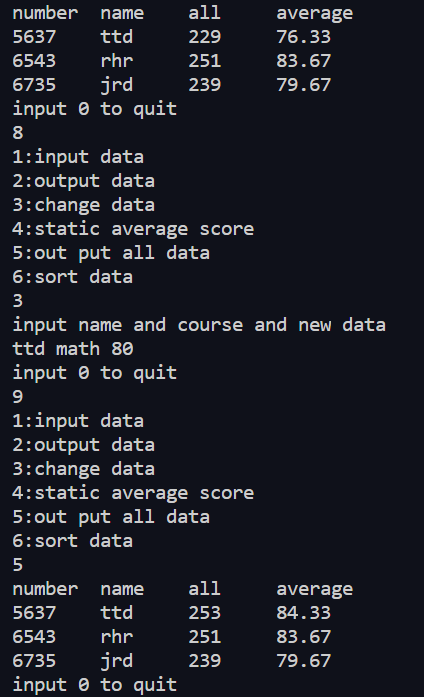 number  name    all     average
5637    ttd     229     76.33
6543    rhr     251     83.67
6735    jrd     239     79.67
input 0 to quit
8
1:input data
2:output data
3:change data
4:static average score
5:out put all data
6:sort data
3
input name and course and new data
ttd math 80
input 0 to quit
9
1:input data
2:output data
3:change data
4:static average score
5:out put all data
6:sort data
5
number  name    all     average
5637    ttd     253     84.33
6543    rhr     251     83.67
6735    jrd     239     79.67
input 0 to quit